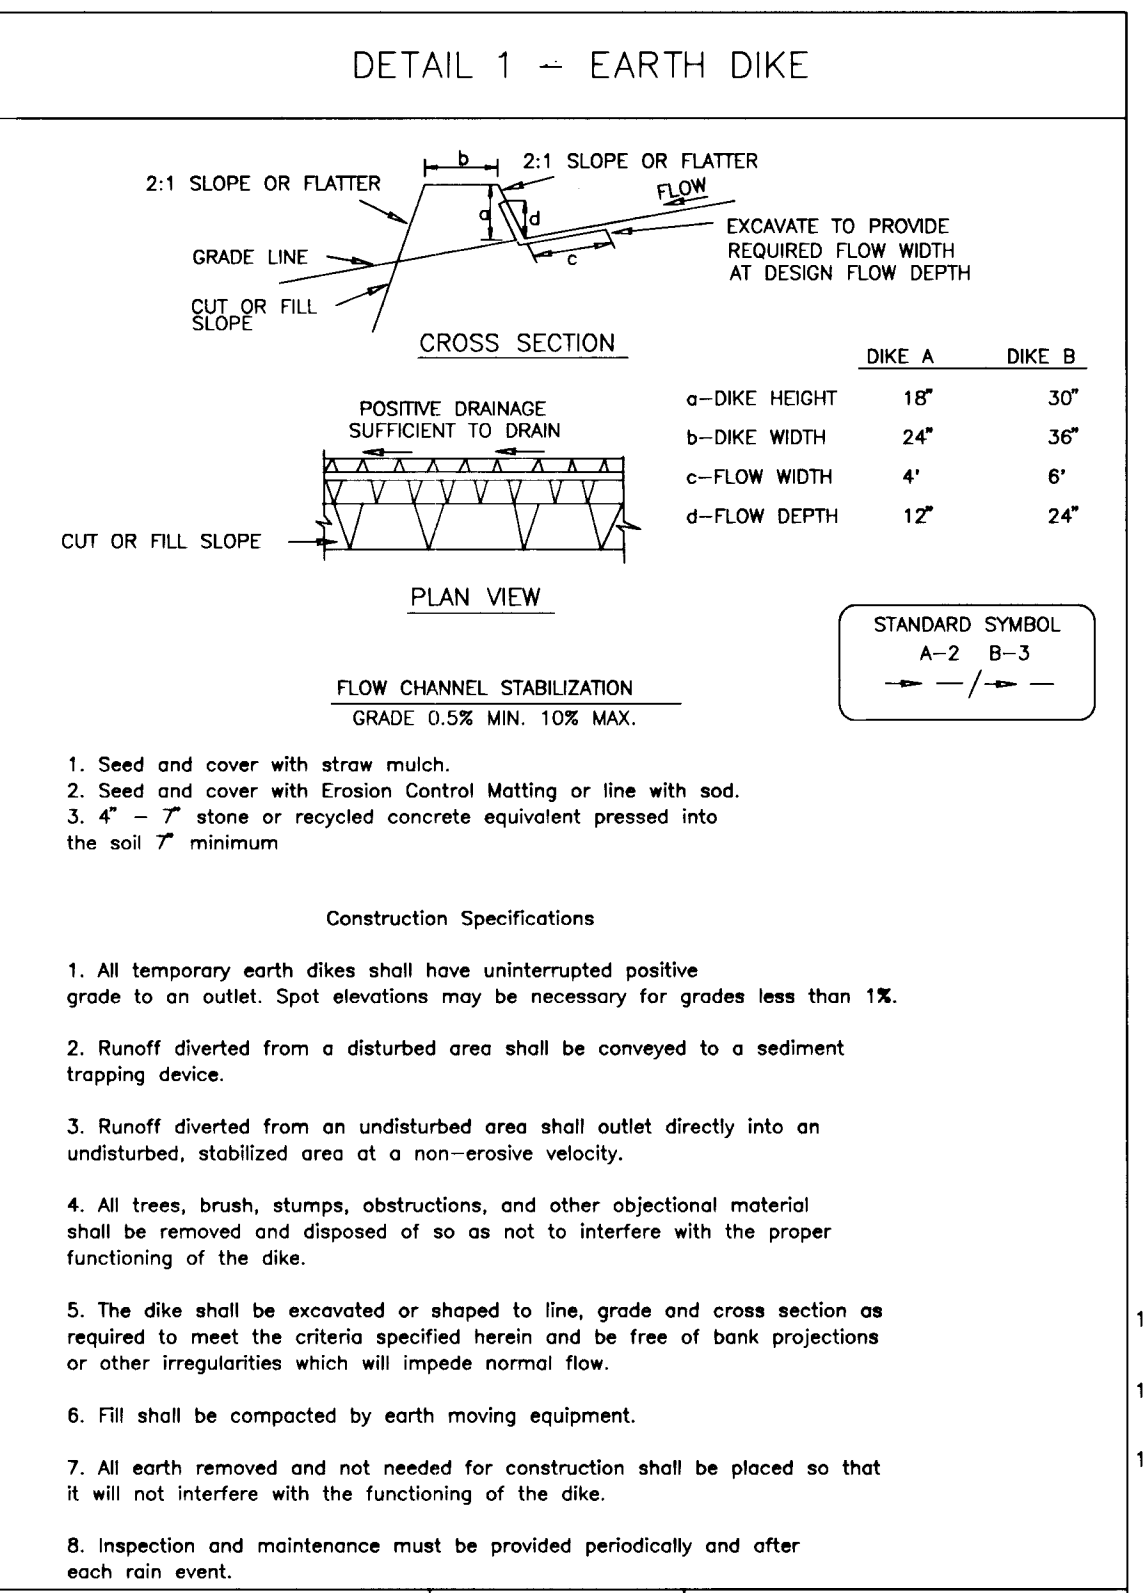 DETAIL 1 – EARTH DIKE
b
2:1 SLOPE OR FLATTER
2:1 SLOPE OR FLATTER
FLOW
a
d
EXCAVATE TO PROVIDE
REQUIRED FLOW WIDTH
AT DESIGN FLOW DEPTH
GRADE LINE
c
CUT OR FILL
SLOPE
CROSS SECTION
DIKE A DIKE B
a-DIKE HEIGHT 18" 30"
b-DIKE WIDTH 24" 36"
c-FLOW WIDTH 4' 6'
d-FLOW DEPTH 12" 24"
POSITIVE DRAINAGE
SUFFICIENT TO DRAIN
CUT OR FILL SLOPE
PLAN VIEW
STANDARD SYMBOL
A-2 B-3
/
FLOW CHANNEL STABILIZATION
GRADE 0.5% MIN. 10% MAX.
1. Seed and cover with straw mulch.
2. Seed and cover with Erosion Control Matting or line with sod.
3. 4" – 7" stone or recycled concrete equivalent pressed into
the soil 7" minimum
Construction Specifications
1. All temporary earth dikes shall have uninterrupted positive
grade to an outlet. Spot elevations may be necessary for grades less than 1%.
2. Runoff diverted from a disturbed area shall be conveyed to a sediment
trapping device.
3. Runoff diverted from an undisturbed area shall outlet directly into an
undisturbed, stabilized area at a non-erosive velocity.
4. All trees, brush, stumps, obstructions, and other objectional material
shall be removed and disposed of so as not to interfere with the proper
functioning of the dike.
5. The dike shall be excavated or shaped to line, grade and cross section as
required to meet the criteria specified herein and be free of bank projections
or other irregularities which will impede normal flow.
6. Fill shall be compacted by earth moving equipment.
7. All earth removed and not needed for construction shall be placed so that
it will not interfere with the functioning of the dike.
8. Inspection and maintenance must be provided periodically and after
each rain event.
1
1
1